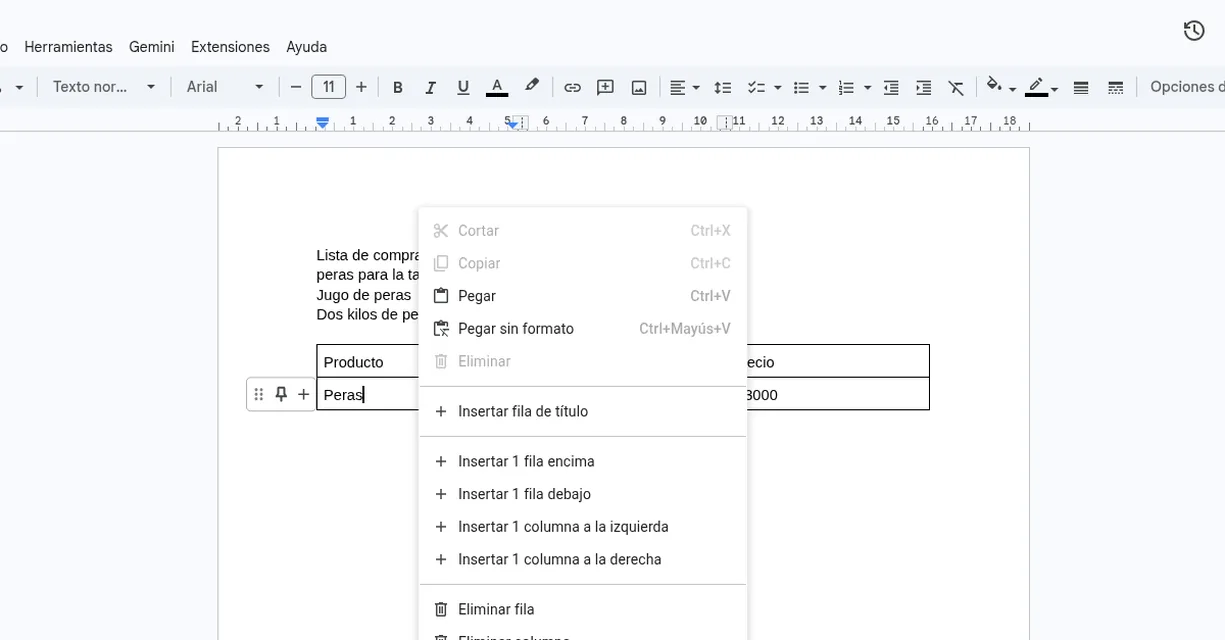 Herramientas Gemini Extensiones Ayuda
Texto nor... Arial 11 B I U A Opciones
2 1 1 2 3 4 5 6 7 8 9 10 11 12 13 14 15 16 17 18
Lista de compra
peras para la ta
Jugo de peras
Dos kilos de pe
Producto ecio
Peras 3000
Cortar Ctrl+X
Copiar Ctrl+C
Pegar Ctrl+V
Pegar sin formato Ctrl+Mayús+V
Eliminar
Insertar fila de título
Insertar 1 fila encima
Insertar 1 fila debajo
Insertar 1 columna a la izquierda
Insertar 1 columna a la derecha
Eliminar fila